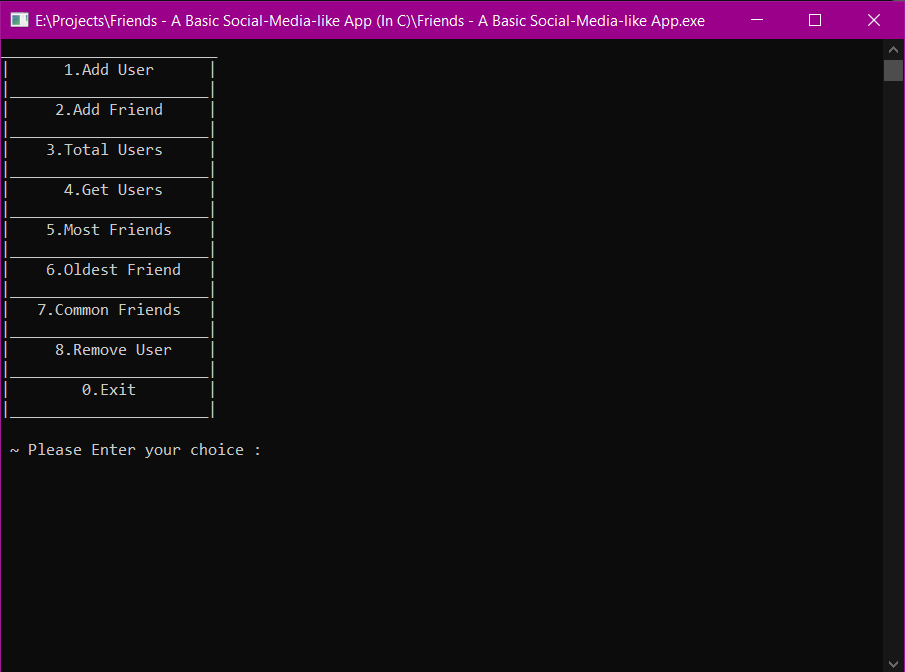 E:\Projects\Friends - A Basic Social-Media-like App (In C)\Friends - A Basic Social-Media-like App.exe
1.Add User
2.Add Friend
3.Total Users
4.Get Users
5.Most Friends
6.Oldest Friend
7.Common Friends
8.Remove User
0.Exit
~ Please Enter your choice :